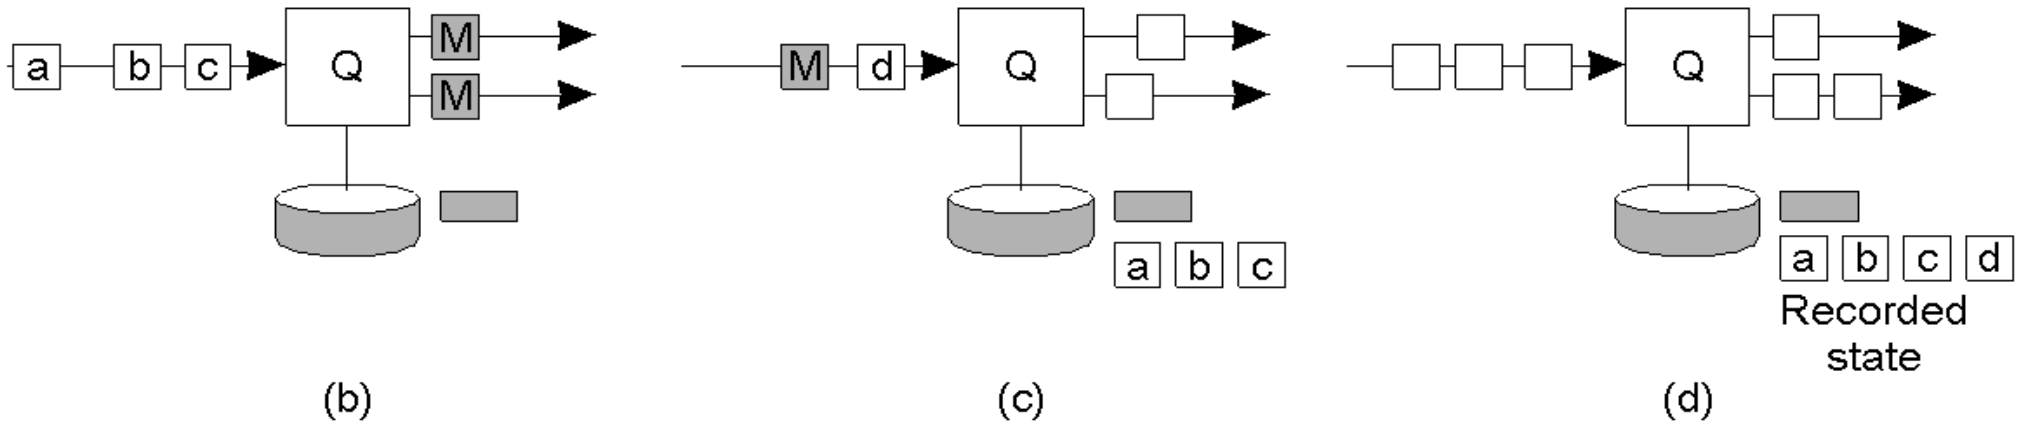 a b c Q M
M
(b)
M d Q
a b c
(c)
Q
a b c d
Recorded
state
(d)